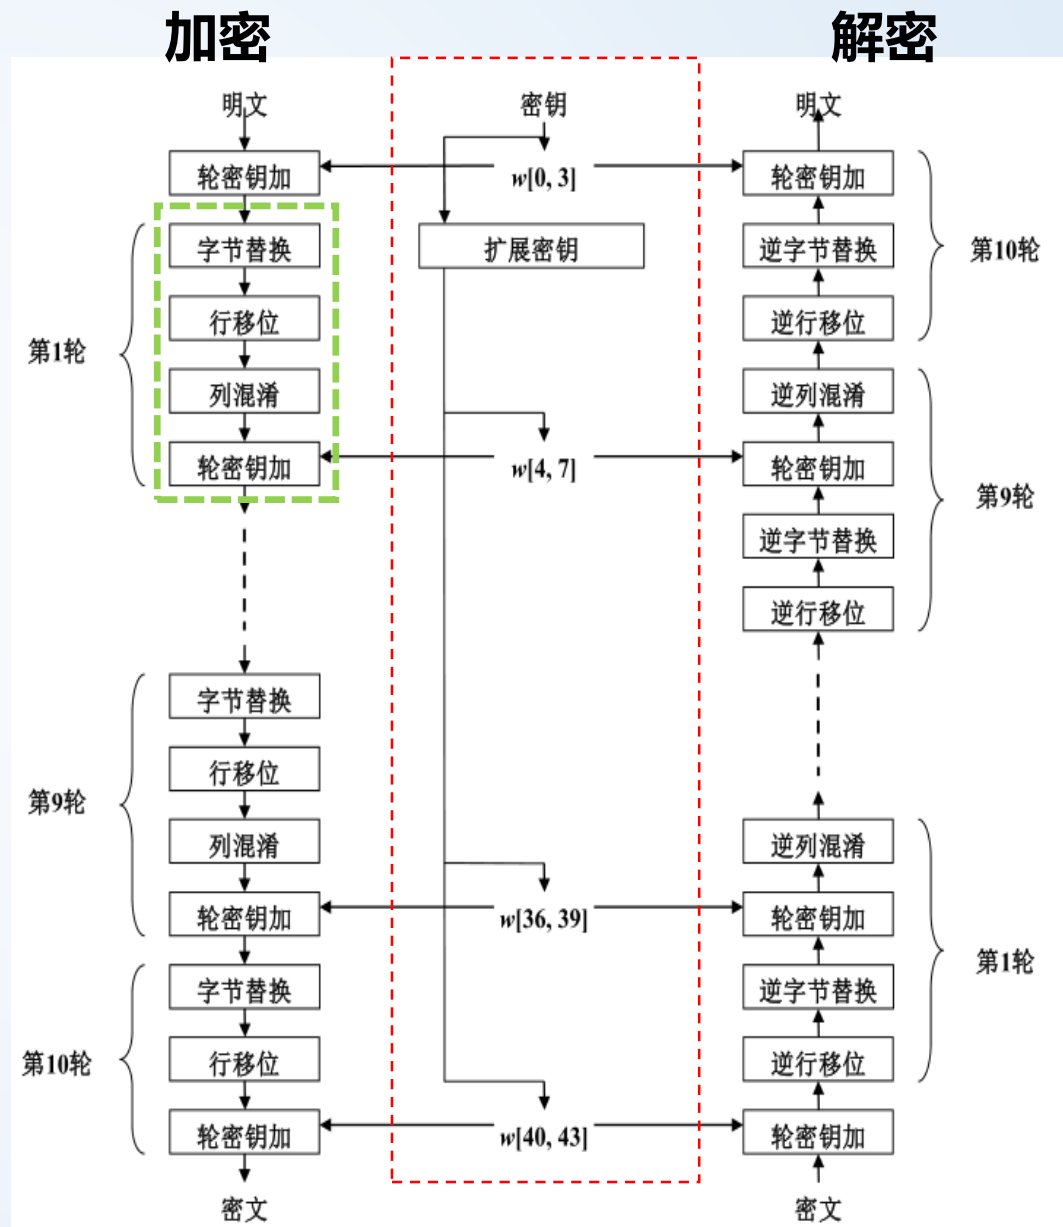 加密
解密
明文
密钥
明文
轮密钥加
w[0, 3]
轮密钥加
字节替换
扩展密钥
逆字节替换
第10轮
行移位
逆行移位
第1轮
列混淆
逆列混淆
轮密钥加
w[4, 7]
轮密钥加
第9轮
逆字节替换
逆行移位
字节替换
行移位
第9轮
列混淆
逆列混淆
轮密钥加
w[36, 39]
轮密钥加
第1轮
字节替换
逆字节替换
第10轮
行移位
逆行移位
轮密钥加
w[40, 43]
轮密钥加
密文
密文